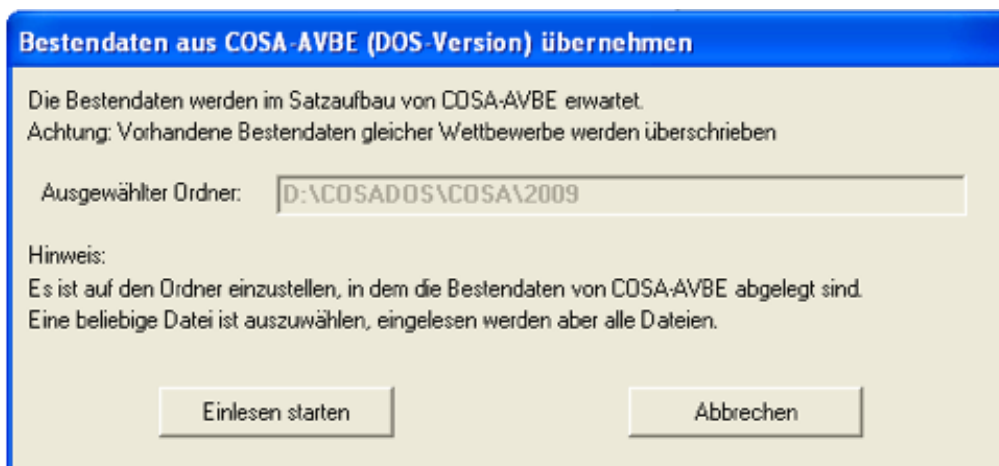 Bestendaten aus COSA-AVBE (DOS-Version) übernehmen
Die Bestendaten werden im Satzaufbau von COSA-AVBE erwartet.
Achtung: Vorhandene Bestendaten gleicher Wettbewerbe werden überschrieben
Ausgewählter Ordner: D:\COSADOS\COSA\2009
Hinweis:
Es ist auf den Ordner einzustellen, in dem die Bestendaten von COSA-AVBE abgelegt sind.
Eine beliebige Datei ist auszuwählen, eingelesen werden aber alle Dateien.
Einlesen starten Abbrechen